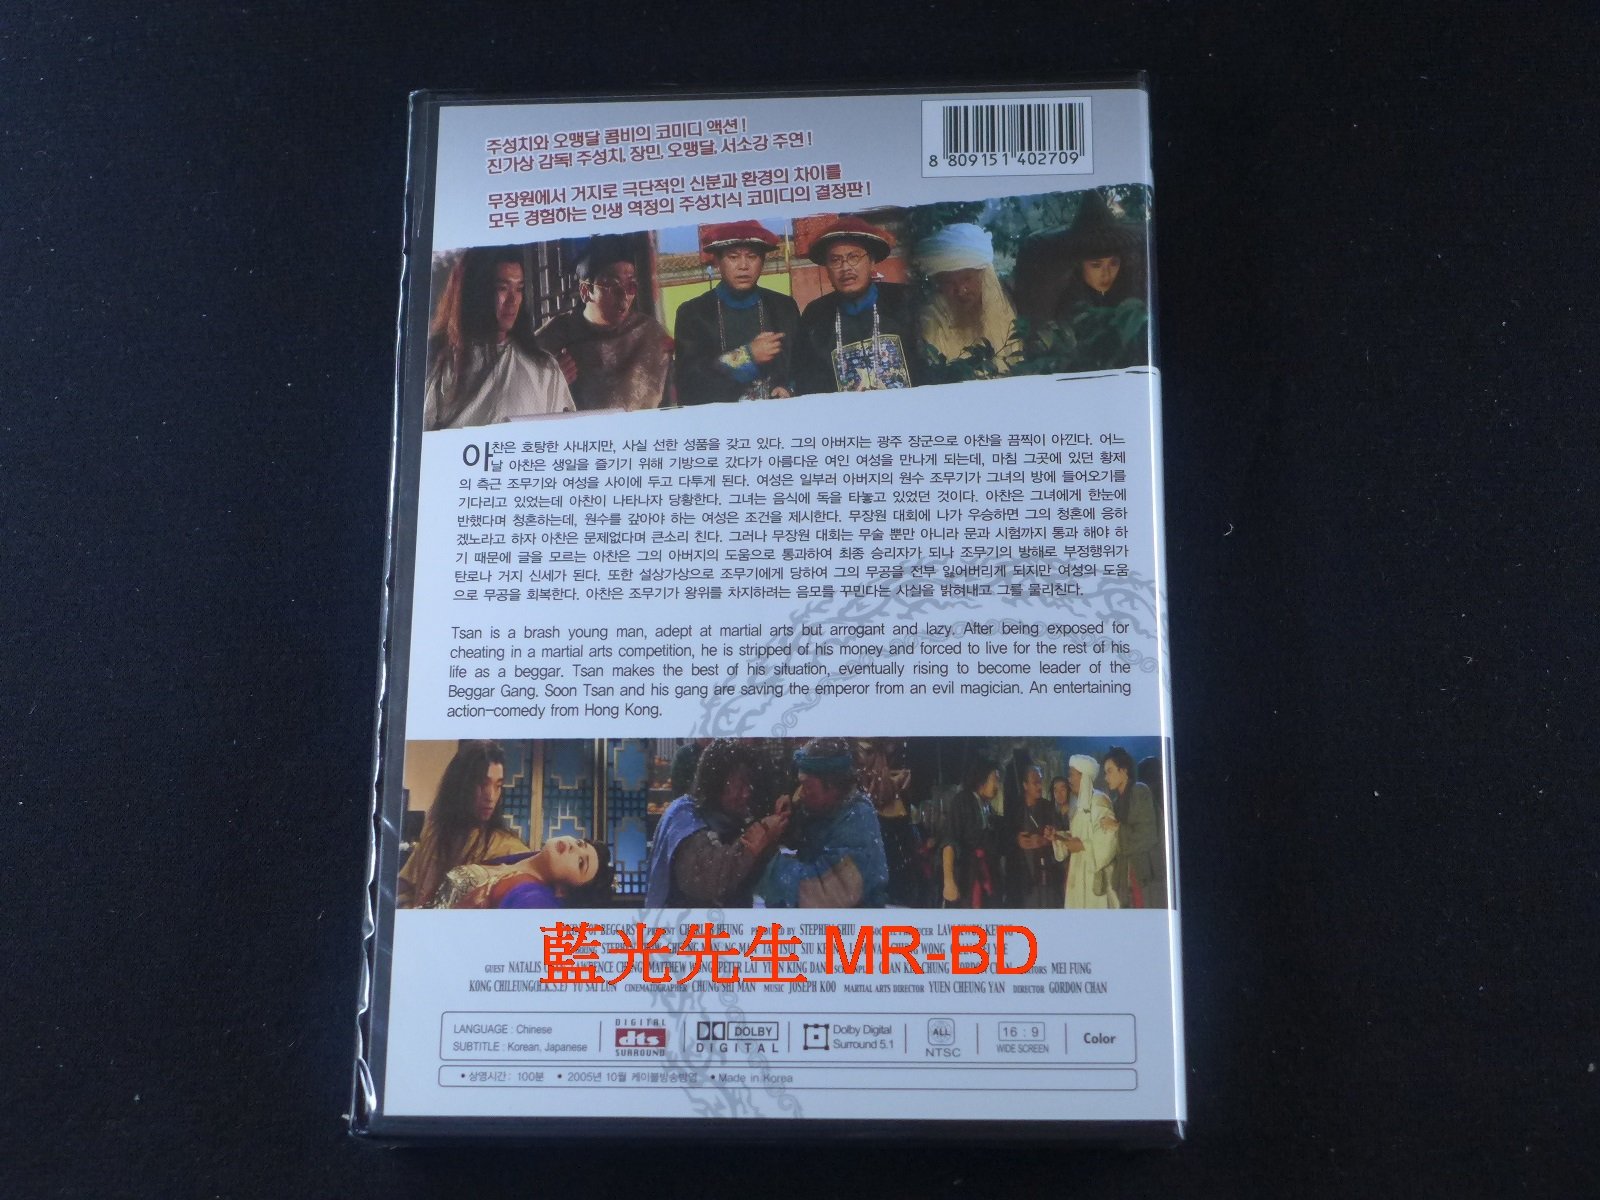 주성치와 오맹달 콤비의 코미디 액션!
진가상 감독! 주성치, 장민, 오맹달, 서소강 주연!
무장원에서 거지로 극단적인 신분과 환경의 차이를
모두 경험하는 인생 역정의 주성치식 코미디의 결정판!
8 809151 402709
아찬은 호탕한 사내지만, 사실 선한 성품을 갖고 있다. 그의 아버지는 광주 장군으로 아찬을 끔찍이 아낀다. 어느
날 아찬은 생일을 즐기기 위해 기방으로 갔다가 아름다운 여인 여성을 만나게 되는데, 마침 그곳에 있던 황제
의 측근 조무기와 여성을 사이에 두고 다투게 된다. 여성은 일부러 아버지의 원수 조무기가 그녀의 방에 들어오기를
기다리고 있었는데 아찬이 나타나자 당황한다. 그녀는 음식에 독을 타놓고 있었던 것이다. 아찬은 그녀에게 한눈에
반했다며 청혼하는데, 원수를 갚아야 하는 여성은 조건을 제시한다. 무장원 대회에 나가 우승하면 그의 청혼에 응하
겠노라고 하자 아찬은 문제없다며 큰소리 친다. 그러나 무장원 대회는 무술 뿐만 아니라 문과 시험까지 통과 해야 하
기 때문에 글을 모르는 아찬은 그의 아버지의 도움으로 통과하여 최종 승리자가 되나 조무기의 방해로 부정행위가
탄로나 거지 신세가 된다. 또한 설상가상으로 조무기에게 당하여 그의 무공을 전부 잃어버리게 되지만 여성의 도움
으로 무공을 회복한다. 아찬은 조무기가 왕위를 차지하려는 음모를 꾸민다는 사실을 밝혀내고 그를 물리친다.
Tsan is a brash young man, adept at martial arts but arrogant and lazy. After being exposed for
cheating in a martial arts competition, he is stripped of his money and forced to live for the rest of his
life as a beggar. Tsan makes the best of his situation, eventually rising to become leader of the
Beggar Gang. Soon Tsan and his gang are saving the emperor from an evil magician. An entertaining
action-comedy from Hong Kong.
藍光先生 MR-BD
BEGGARS PRESENT CHARLES HEUNG PRODUCED BY STEPHEN SHIU
GUEST NATALIS LAWRENCE CHENG MATTHEW WONG PETER LAI YUEN KING DAN MEI FUNG
KONG CHILEUNG(H.K.S.E) YU SAI LUN CINEMATOGRAPHER CHUNG SHI MAN MUSIC JOSEPH KOO MARTIAL ARTS DIRECTOR YUEN CHEUNG YAN DIRECTOR GORDON CHAN
LANGUAGE : Chinese
SUBTITLE : Korean, Japanese
DIGITAL dts SURROUND
DOLBY DIGITAL
Dolby Digital
Surround 5.1
ALL
NTSC
16 : 9
WIDE SCREEN
Color
• 상영시간 : 100분 • 2005년 10월 케이블방송방영 • Made in Korea